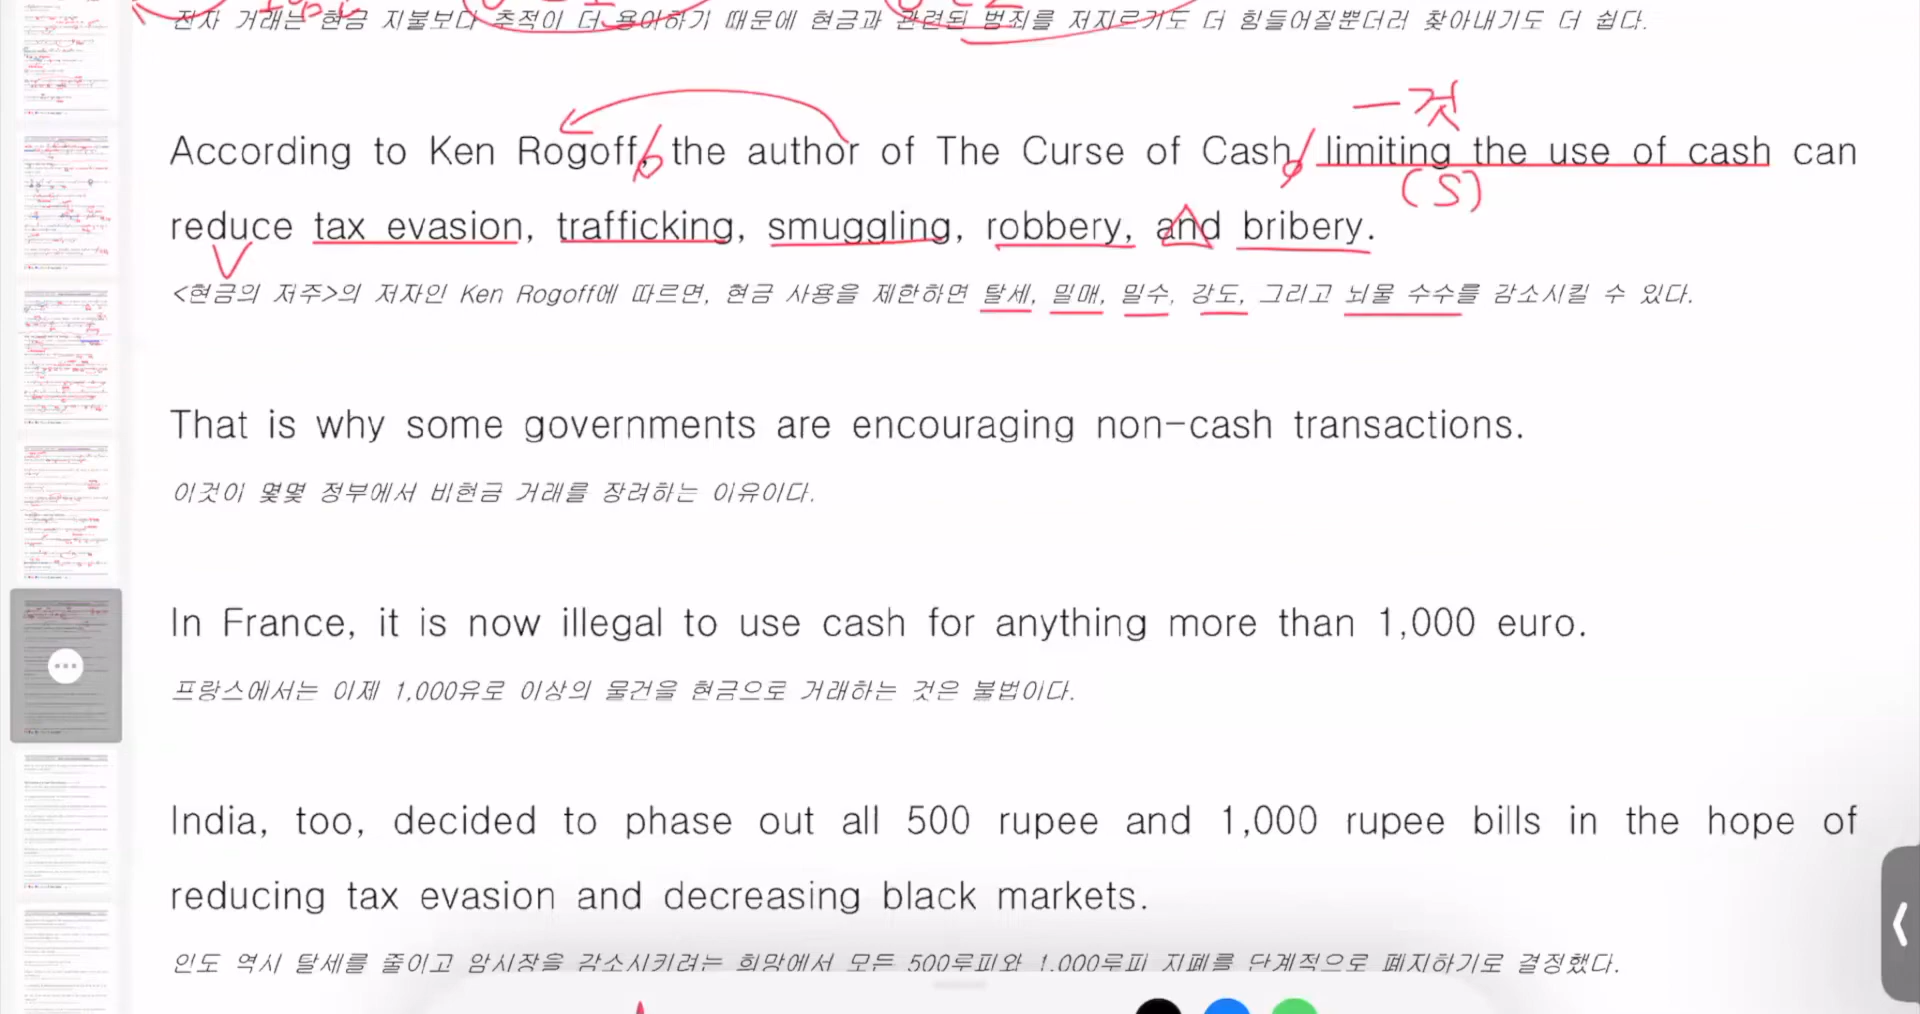 전자 거래는 현금 지불보다 추적이 더 용이하기 때문에 현금과 관련된 범죄를 저지르기도 더 힘들어질뿐더러 찾아내기도 더 쉽다.
-것
According to Ken Rogoff, the author of The Curse of Cash, limiting the use of cash can
(S)
reduce tax evasion, trafficking, smuggling, robbery, and bribery.
V
<현금의 저주>의 저자인 Ken Rogoff에 따르면, 현금 사용을 제한하면 탈세, 밀매, 밀수, 강도, 그리고 뇌물 수수를 감소시킬 수 있다.
That is why some governments are encouraging non-cash transactions.
이것이 몇몇 정부에서 비현금 거래를 장려하는 이유이다.
In France, it is now illegal to use cash for anything more than 1,000 euro.
프랑스에서는 이제 1,000유로 이상의 물건을 현금으로 거래하는 것은 불법이다.
India, too, decided to phase out all 500 rupee and 1,000 rupee bills in the hope of
reducing tax evasion and decreasing black markets.
인도 역시 탈세를 줄이고 암시장을 감소시키려는 희망에서 모든 500루피와 1,000루피 지폐를 단계적으로 폐지하기로 결정했다.